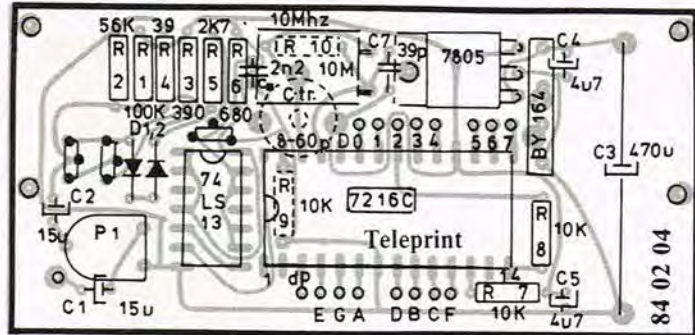 10Mhz
56K 39 2K7 C7 39p 7805 C4
R 10
R R R R R R 2n2 10M
2 1 4 3 5 6 C Ctr. 4u7
100K 390 680
D1,2 8-60p D0 1 2 3 4 5 6 7 BY 164 C3 470u
C2 74 R 7216C
15u LS 9 10K R 10K
P1 13 Teleprint 8
1 dp 14
C1 15u E G A D B C F R 7 C5
10K 4u7
84 02 04